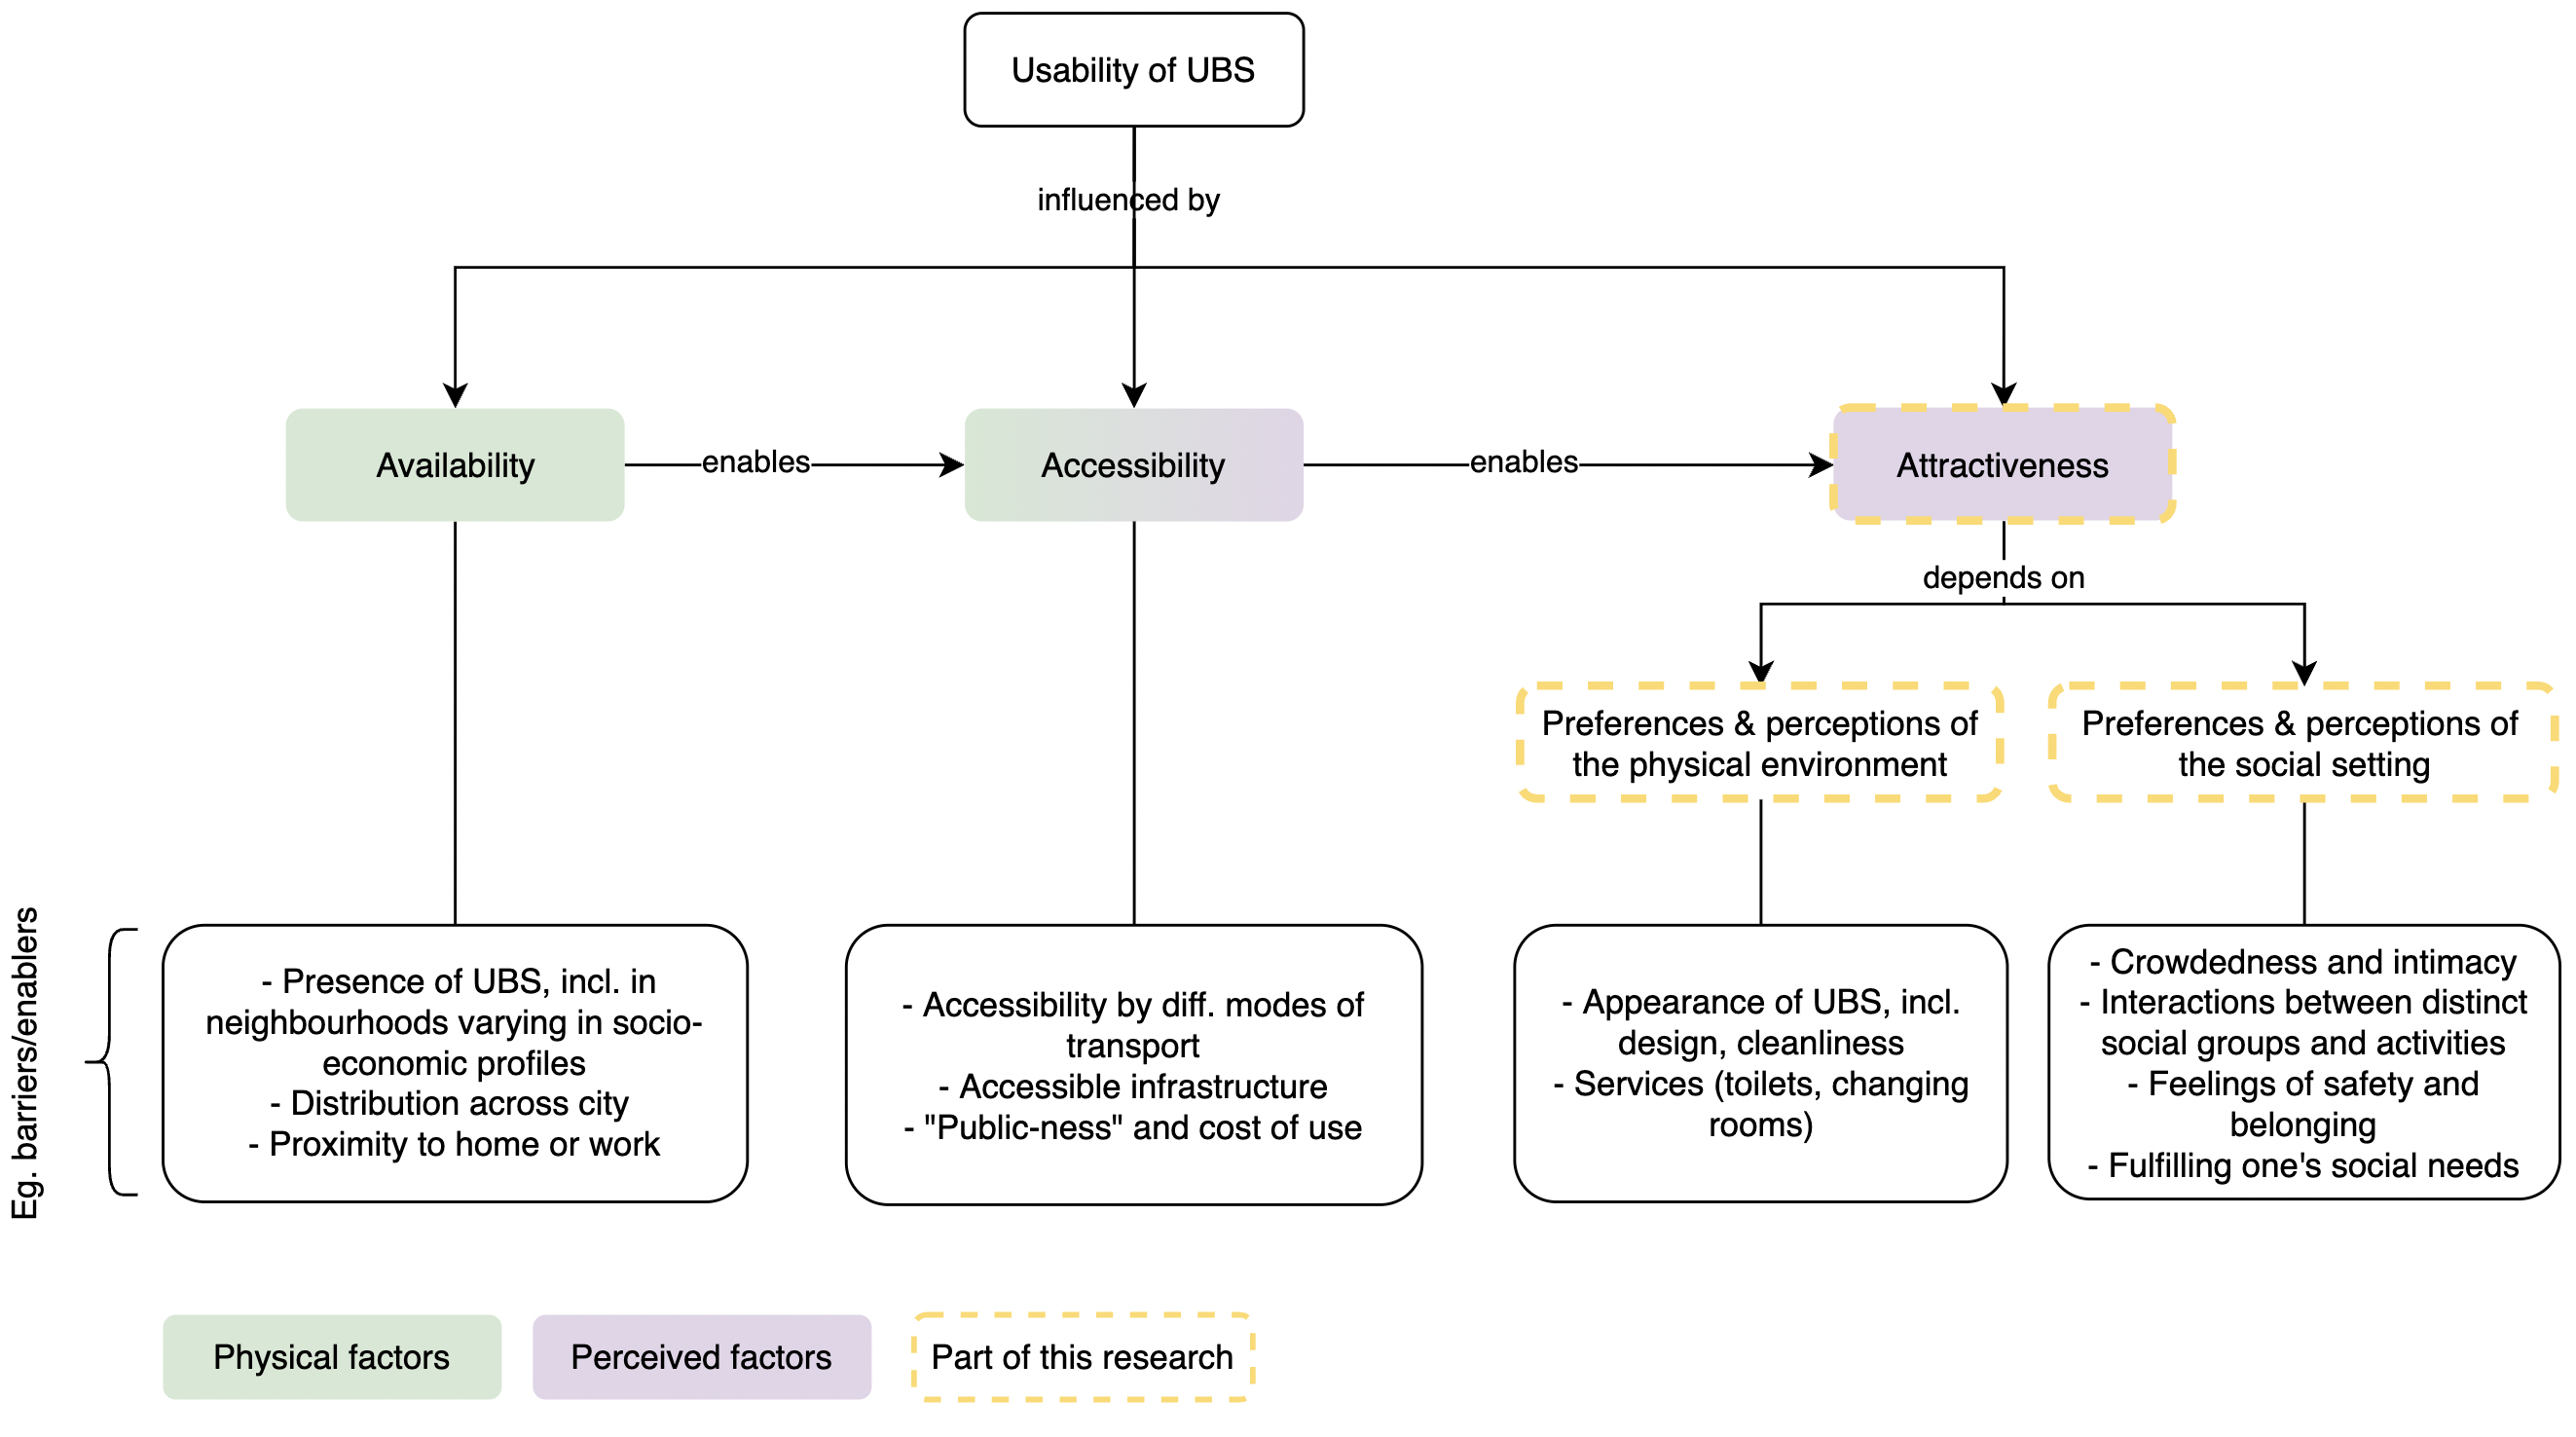 Usability of UBS
influenced by
Availability
enables
Accessibility
enables
Attractiveness
depends on
Preferences & perceptions of
the physical environment
Preferences & perceptions of
the social setting
Eg. barriers/enablers
- Presence of UBS, incl. in
neighbourhoods varying in socio-
economic profiles
- Distribution across city
- Proximity to home or work
- Accessibility by diff. modes of
transport
- Accessible infrastructure
- "Public-ness" and cost of use
- Appearance of UBS, incl.
design, cleanliness
- Services (toilets, changing
rooms)
- Crowdedness and intimacy
- Interactions between distinct
social groups and activities
- Feelings of safety and
belonging
- Fulfilling one's social needs
Physical factors
Perceived factors
Part of this research